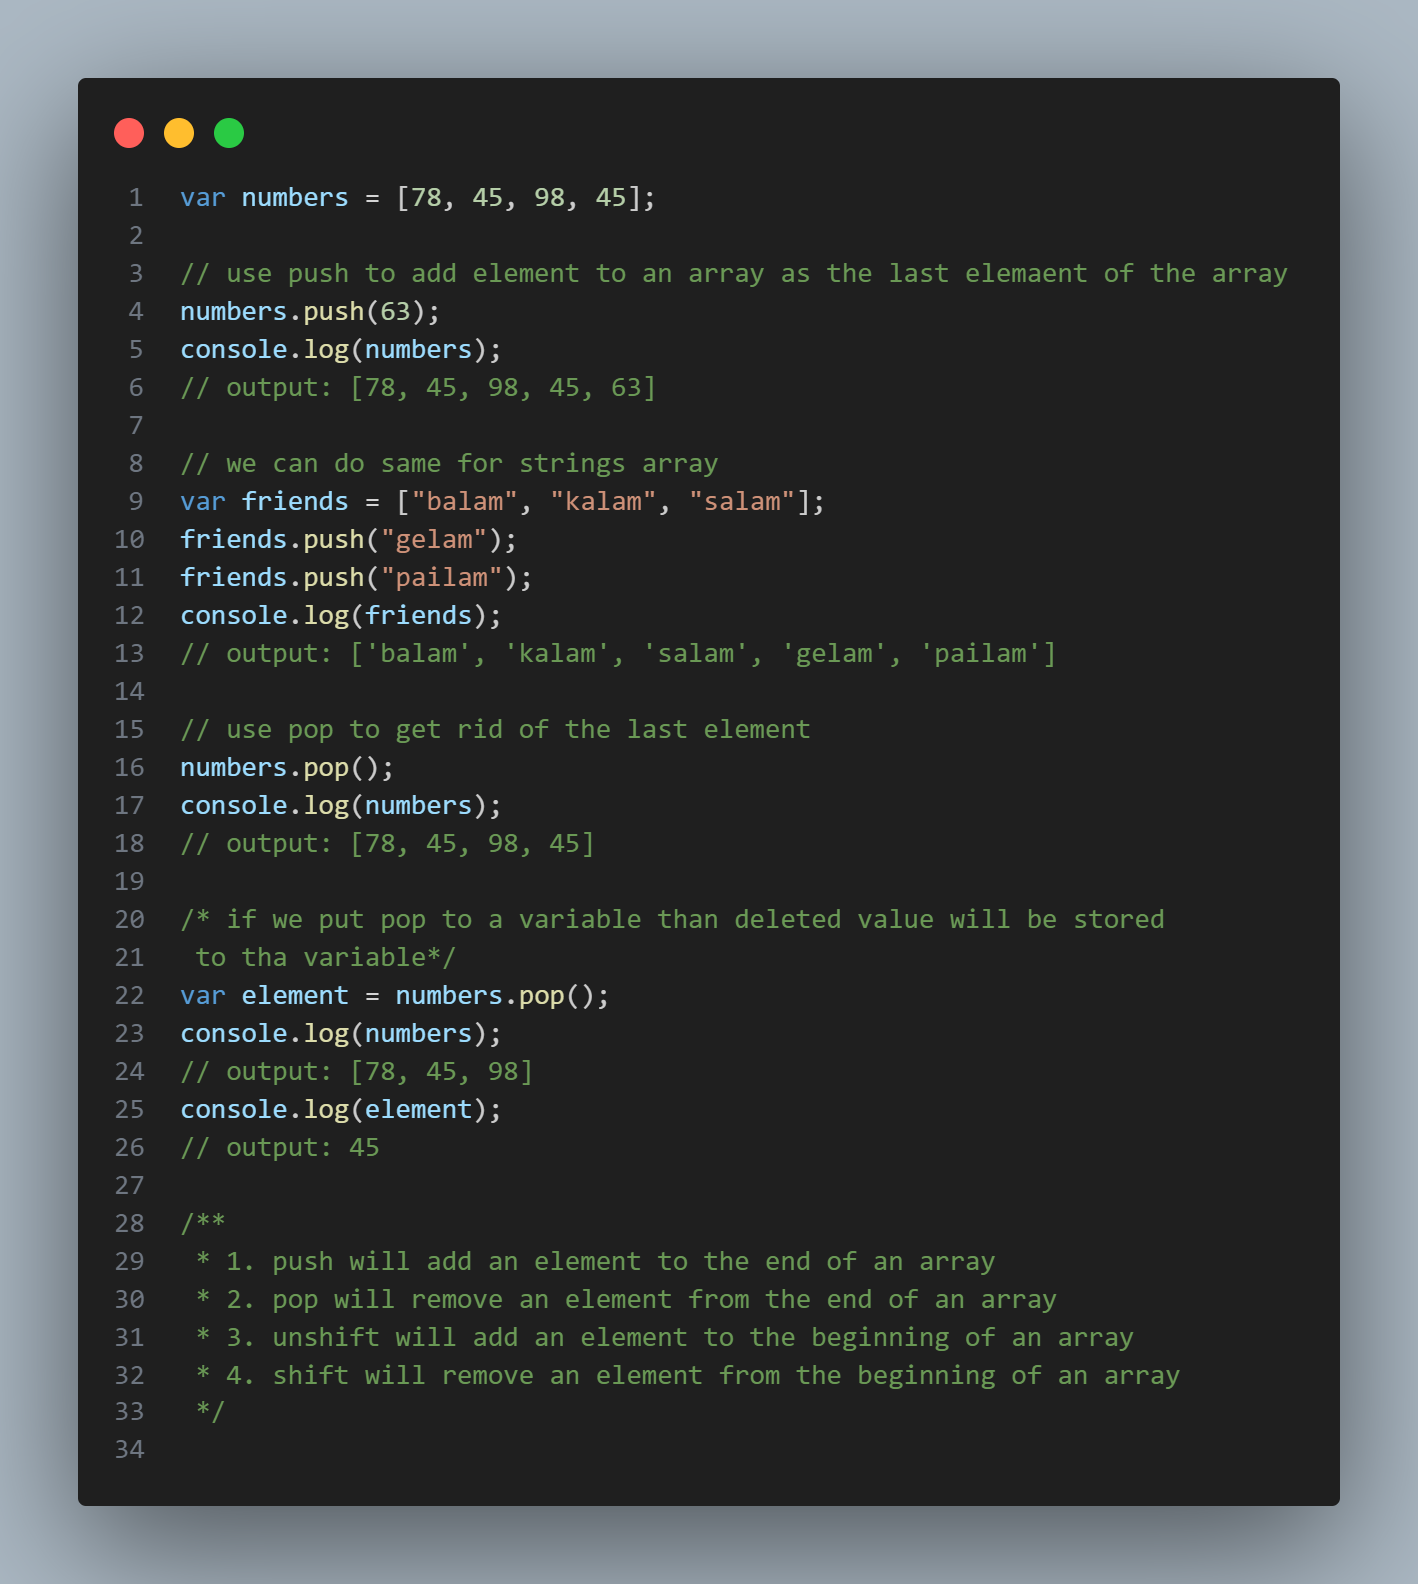 1 var numbers = [78, 45, 98, 45];
2
3 // use push to add element to an array as the last elemaent of the array
4 numbers.push(63);
5 console.log(numbers);
6 // output: [78, 45, 98, 45, 63]
7
8 // we can do same for strings array
9 var friends = ["balam", "kalam", "salam"];
10 friends.push("gelam");
11 friends.push("pailam");
12 console.log(friends);
13 // output: ['balam', 'kalam', 'salam', 'gelam', 'pailam']
14
15 // use pop to get rid of the last element
16 numbers.pop();
17 console.log(numbers);
18 // output: [78, 45, 98, 45]
19
20 /* if we put pop to a variable than deleted value will be stored
21  to tha variable*/
22 var element = numbers.pop();
23 console.log(numbers);
24 // output: [78, 45, 98]
25 console.log(element);
26 // output: 45
27
28 /**
29  * 1. push will add an element to the end of an array
30  * 2. pop will remove an element from the end of an array
31  * 3. unshift will add an element to the beginning of an array
32  * 4. shift will remove an element from the beginning of an array
33  */
34